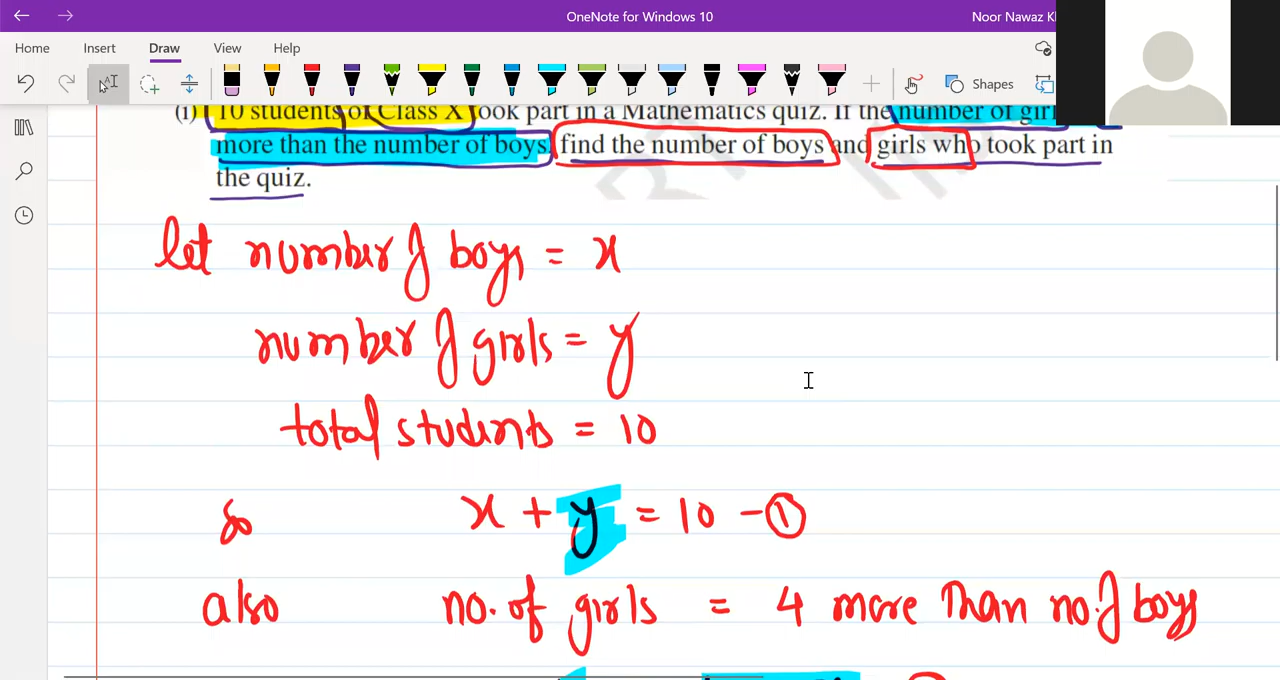 OneNote for Windows 10
Noor Nawaz
Home Insert Draw View Help
Shapes
(i) 10 students of Class X took part in a Mathematics quiz. If the number of
more than the number of boys, find the number of boys and girls who took part in
the quiz.
let number of boys = x
number of girls = y
total students = 10
so x + y = 10 - ①
also no. of girls = 4 more than no. of boys